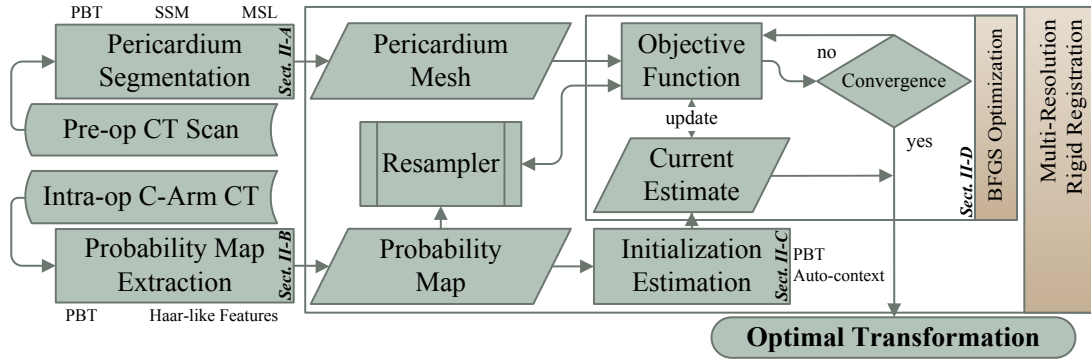 PBT SSM MSL
Pericardium
Segmentation
Sect. II-A
Pre-op CT Scan
Intra-op C-Arm CT
Probability Map
Extraction
Sect. II-B
PBT Haar-like Features
Pericardium
Mesh
Resampler
Probability
Map
Objective
Function
update
Current
Estimate
Initialization
Estimation
Sect. II-C
PBT
Auto-context
no
Convergence
yes
Sect. II-D
BFGS Optimization
Multi-Resolution
Rigid Registration
Optimal Transformation